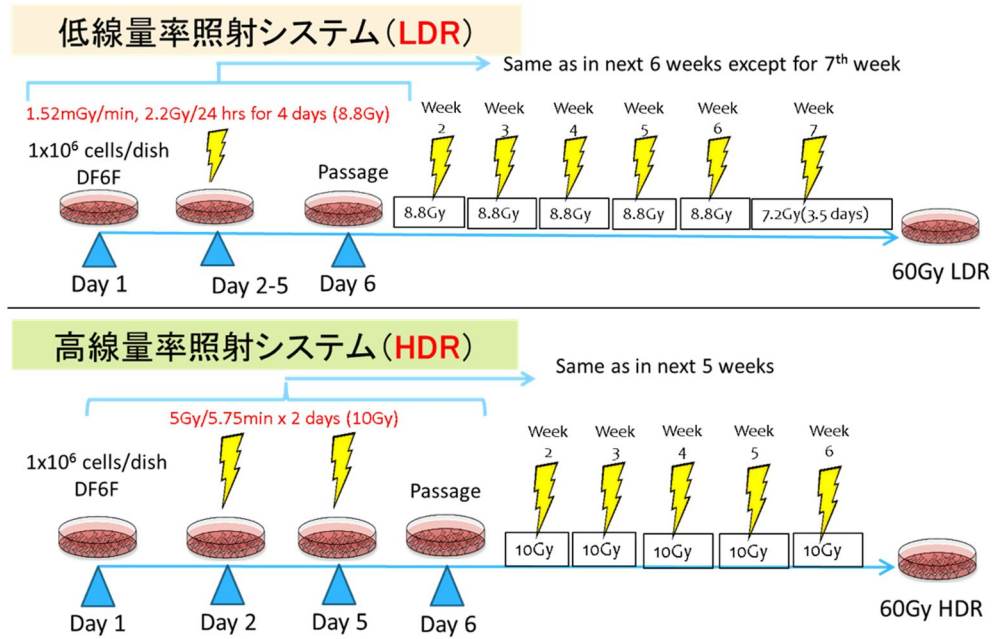 低線量率照射システム(LDR)
Same as in next 6 weeks except for 7th week
1.52mGy/min, 2.2Gy/24 hrs for 4 days (8.8Gy)
1x10⁶ cells/dish
DF6F
Passage
Week
2
Week
3
Week
4
Week
5
Week
6
Week
7
8.8Gy
8.8Gy
8.8Gy
8.8Gy
8.8Gy
7.2Gy(3.5 days)
Day 1
Day 2-5
Day 6
60Gy LDR
高線量率照射システム(HDR)
Same as in next 5 weeks
5Gy/5.75min x 2 days (10Gy)
1x10⁶ cells/dish
DF6F
Passage
Week
2
Week
3
Week
4
Week
5
Week
6
10Gy
10Gy
10Gy
10Gy
10Gy
Day 1
Day 2
Day 5
Day 6
60Gy HDR